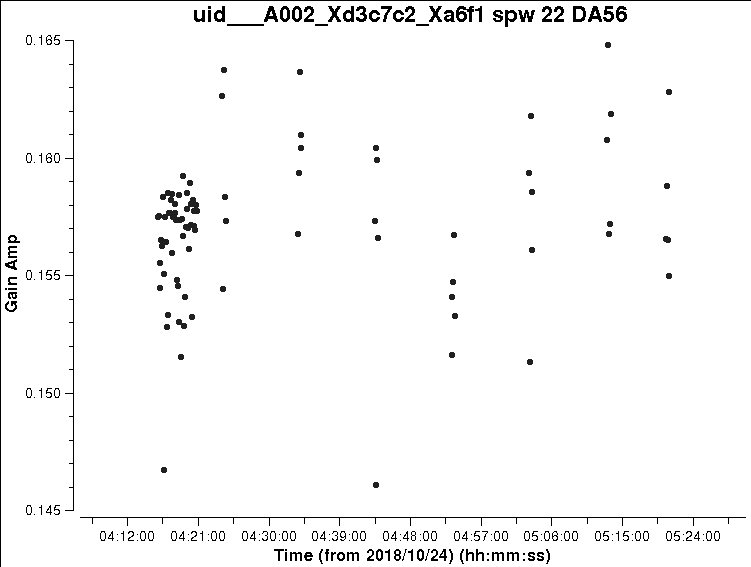 uid___A002_Xd3c7c2_Xa6f1 spw 22 DA56
0.165
0.160
0.155
0.150
0.145
Gain Amp
04:12:00 04:21:00 04:30:00 04:39:00 04:48:00 04:57:00 05:06:00 05:15:00 05:24:00
Time (from 2018/10/24) (hh:mm:ss)